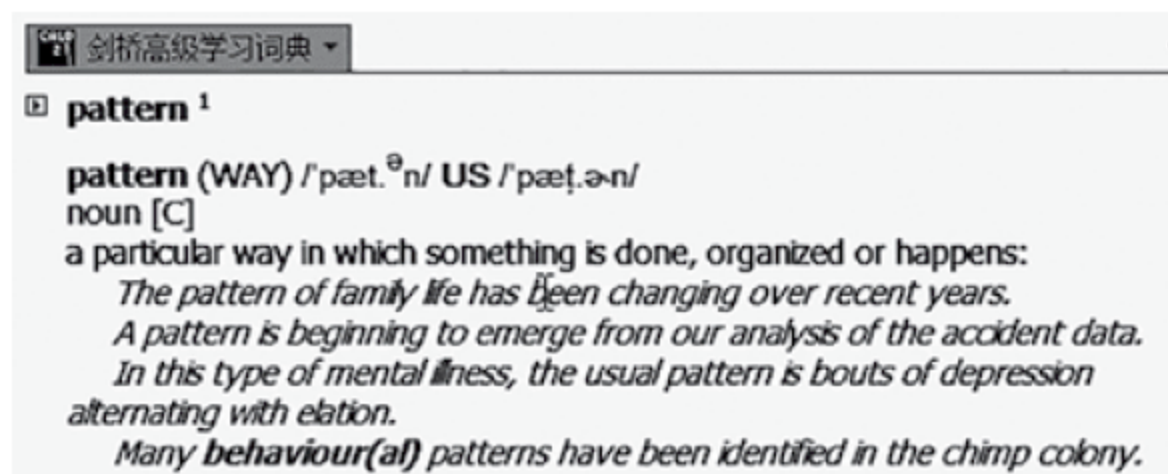 CALD 2 剑桥高级学习词典
pattern ¹
pattern (WAY) /ˈpæt.ᵊn/ US /ˈpæt̬.ɚn/
noun [C]
a particular way in which something is done, organized or happens:
The pattern of family life has been changing over recent years.
A pattern is beginning to emerge from our analysis of the accident data.
In this type of mental illness, the usual pattern is bouts of depression
alternating with elation.
Many behaviour(al) patterns have been identified in the chimp colony.